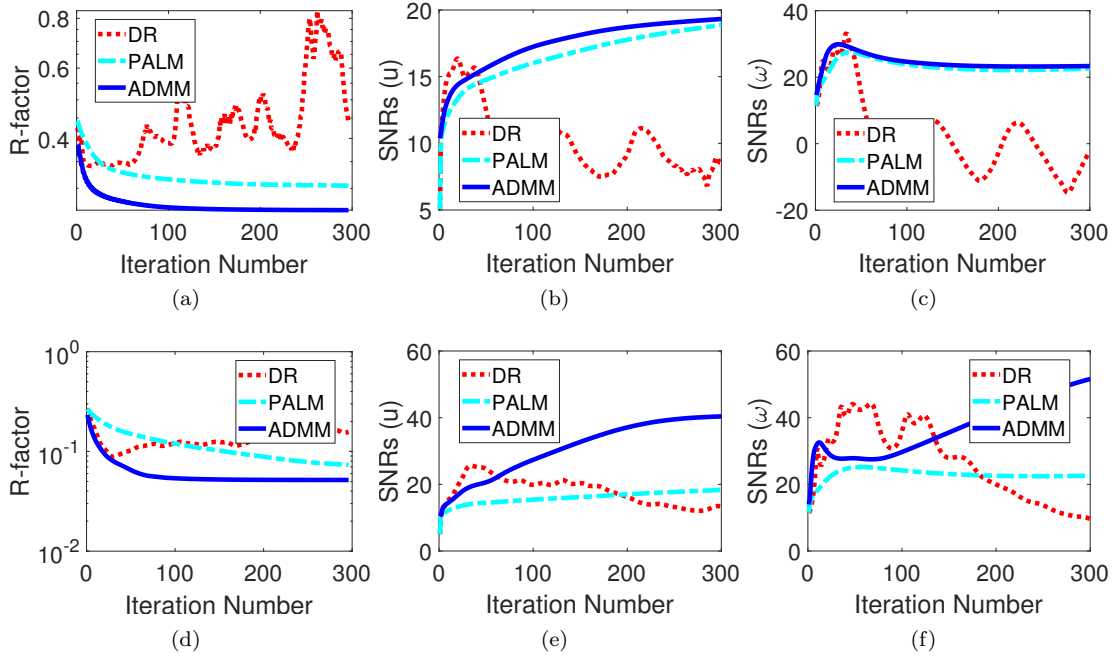 R-factor
0.8
0.6
0.4
DR
PALM
ADMM
0
100
200
300
Iteration Number
(a)
SNRs (u)
20
15
10
5
DR
PALM
ADMM
0
100
200
300
Iteration Number
(b)
SNRs (ω)
40
20
0
-20
DR
PALM
ADMM
0
100
200
300
Iteration Number
(c)
R-factor
10^0
10^-1
10^-2
DR
PALM
ADMM
0
100
200
300
Iteration Number
(d)
SNRs (u)
60
40
20
0
DR
PALM
ADMM
0
100
200
300
Iteration Number
(e)
SNRs (ω)
60
40
20
0
DR
PALM
ADMM
0
100
200
300
Iteration Number
(f)